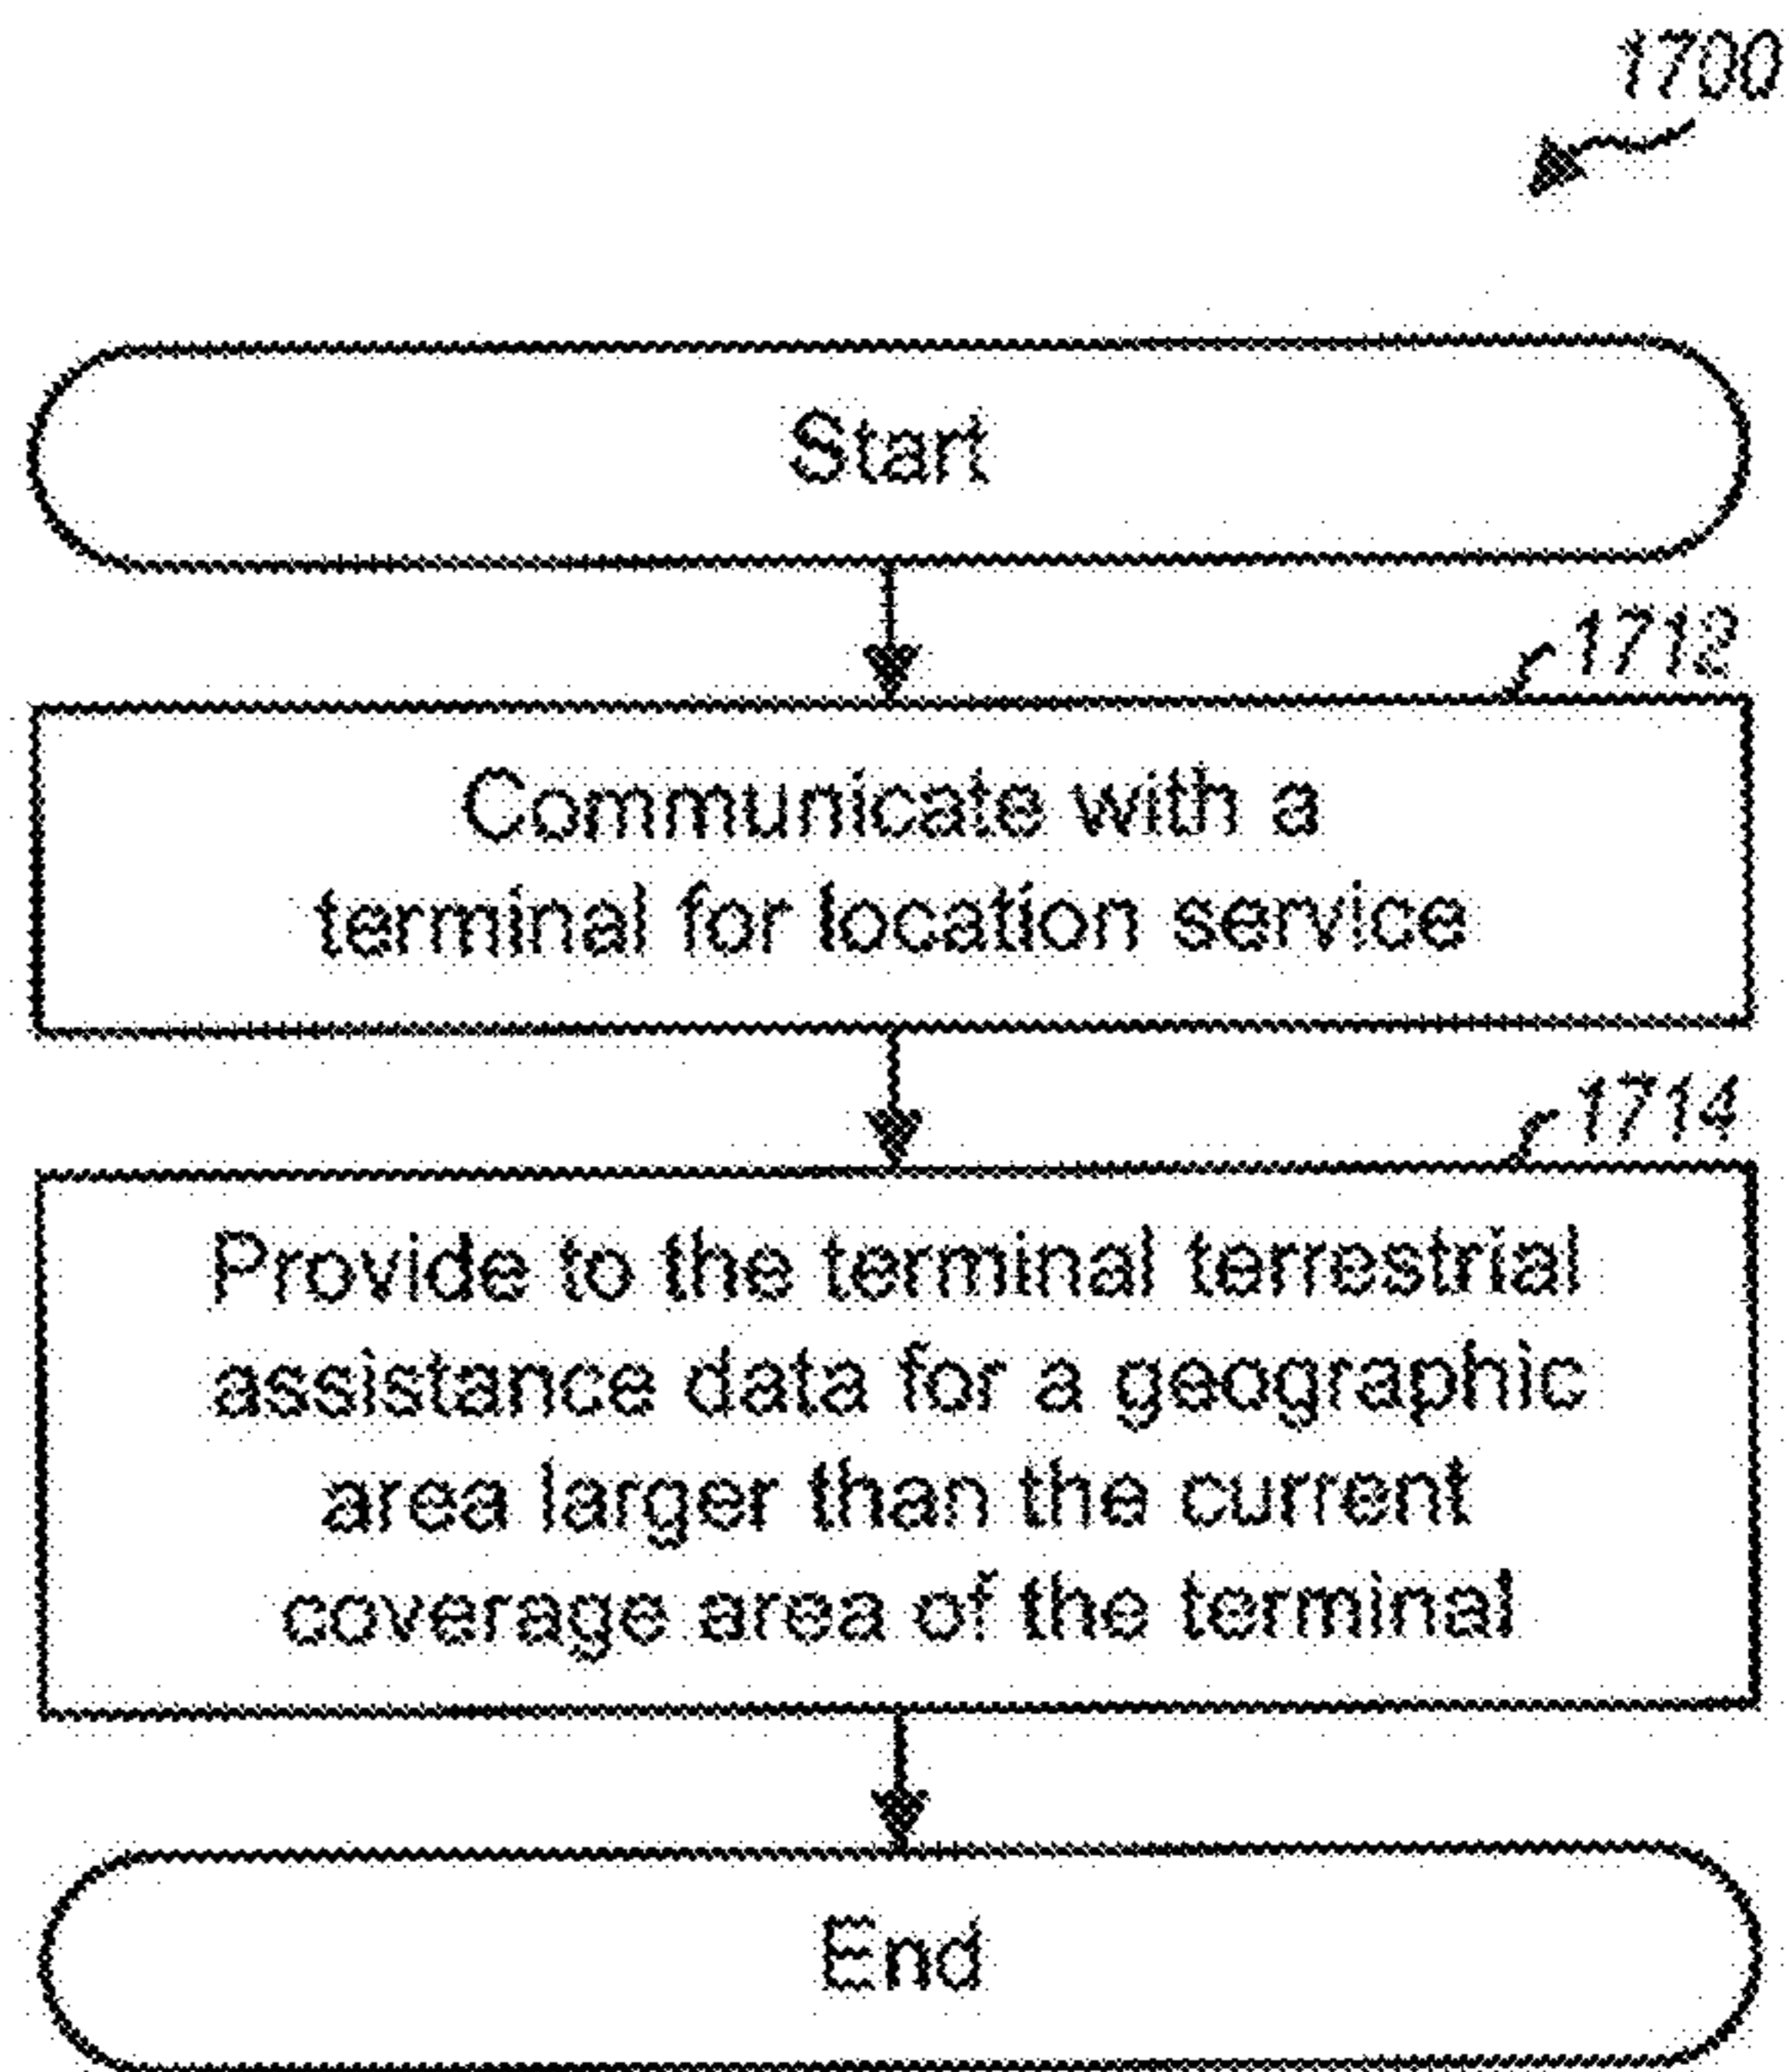 1700
Start
1712
Communicate with a
terminal for location service
1714
Provide to the terminal terrestrial
assistance data for a geographic
area larger than the current
coverage area of the terminal
End